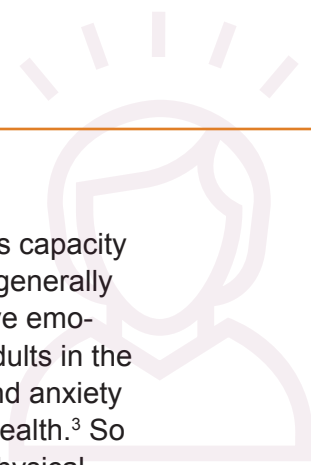 s capacity
generally
e emo-
dults in the
nd anxiety
ealth.³ So